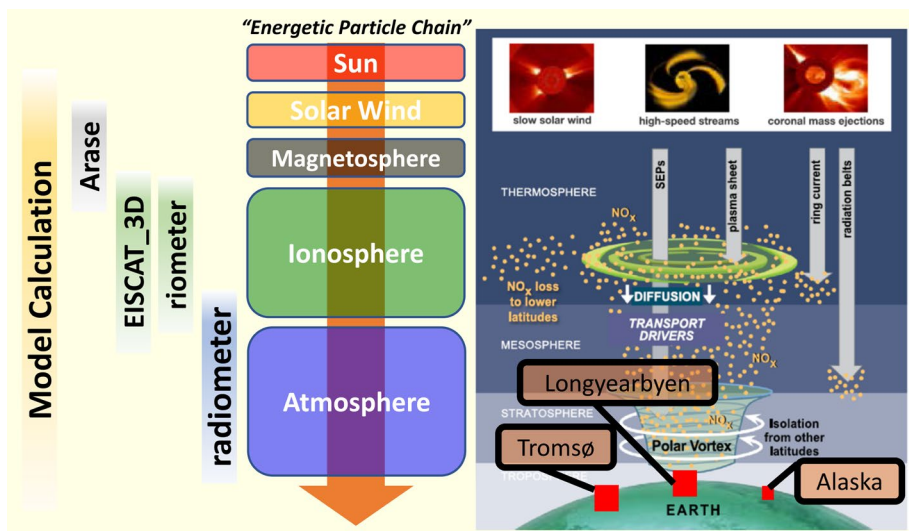 “Energetic Particle Chain”
Model Calculation
Arase
EISCAT_3D
riometer
radiometer
Sun
Solar Wind
Magnetosphere
Ionosphere
Atmosphere
slow solar wind
high-speed streams
coronal mass ejections
SEPs
plasma sheet
ring current
radiation belts
THERMOSPHERE
NOx
NOx loss
to lower
latitudes
DIFFUSION
TRANSPORT
DRIVERS
MESOSPHERE
NOx
Longyearbyen
STRATOSPHERE
NOx
Isolation
from other
latitudes
Polar Vortex
Tromsø
Alaska
TROPOSPHERE
EARTH